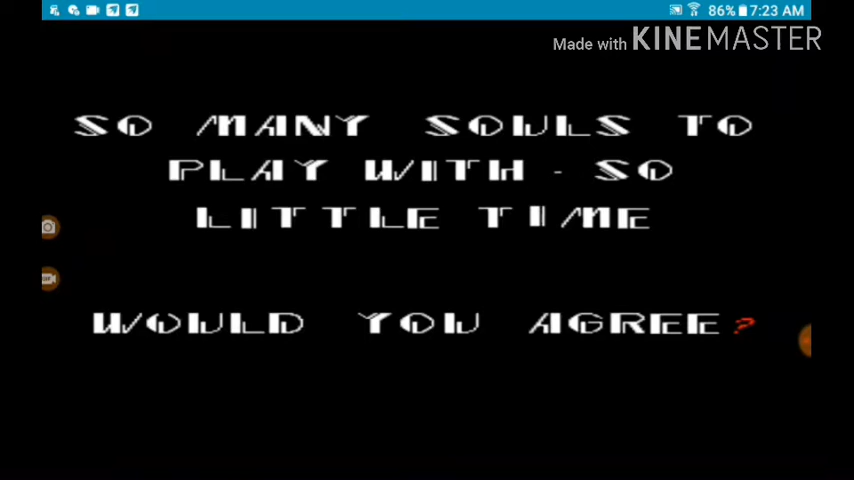 86% 7:23 AM
Made with KINEMASTER
SO MANY SOULS TO
PLAY WITH - SO
LITTLE TIME
WOULD YOU AGREE?